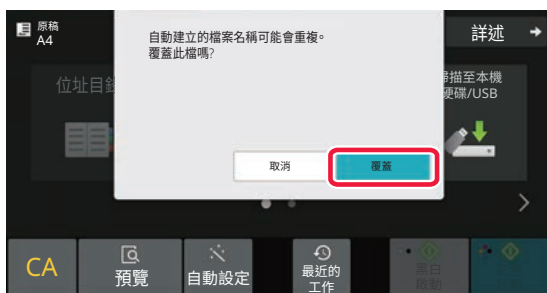 原稿
A4
自動建立的檔案名稱可能會重複。
覆蓋此檔嗎?
詳述
位址目錄
掃描至本機
硬碟/USB
取消
覆蓋
CA
預覽
自動設定
最近的
工作
黑白
啟動